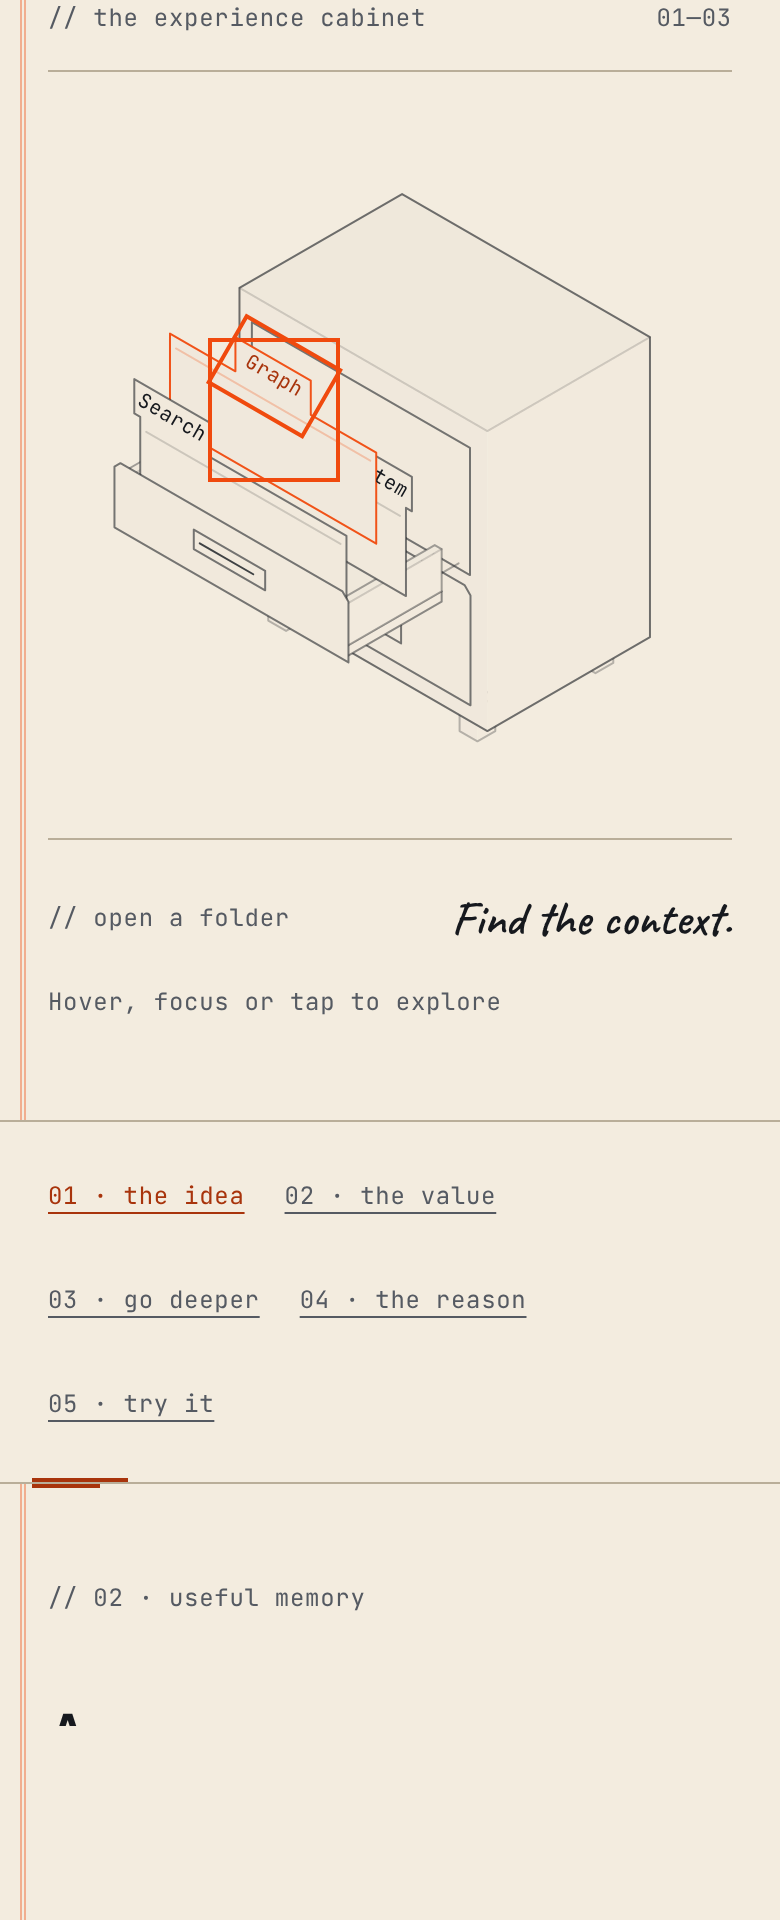 // the experience cabinet 01—03
Graph
Search
tem
// open a folder Find the context.
Hover, focus or tap to explore
01 · the idea 02 · the value
03 · go deeper 04 · the reason
05 · try it
// 02 · useful memory